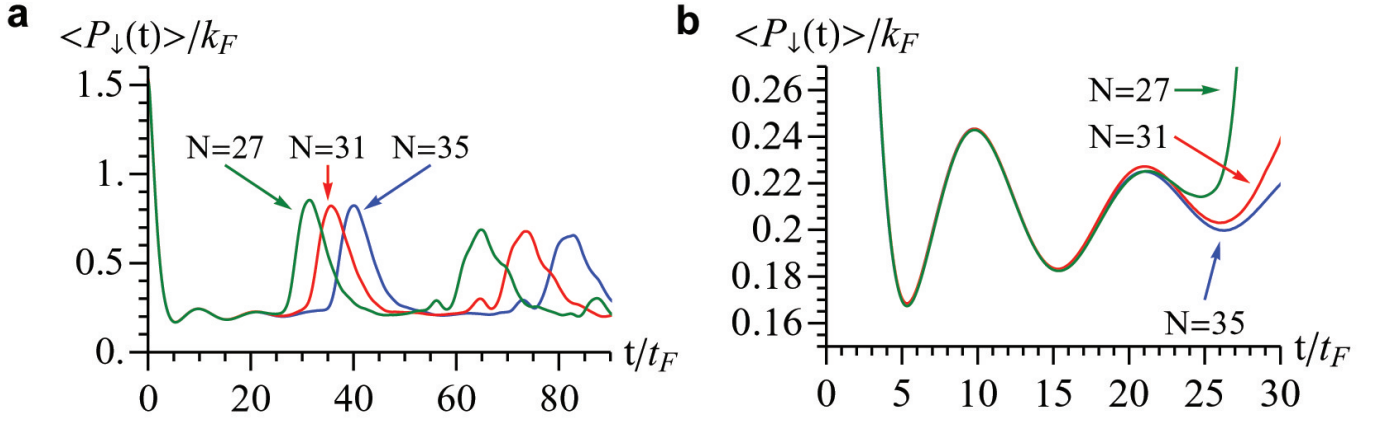 a
<P↓(t)>/kF
1.5
1.
0.5
0.
N=27 N=31 N=35
0 20 40 60 80
t/tF
b
<P↓(t)>/kF
0.26
0.24
0.22
0.2
0.18
0.16
N=27
N=31
N=35
0 5 10 15 20 25 30
t/tF